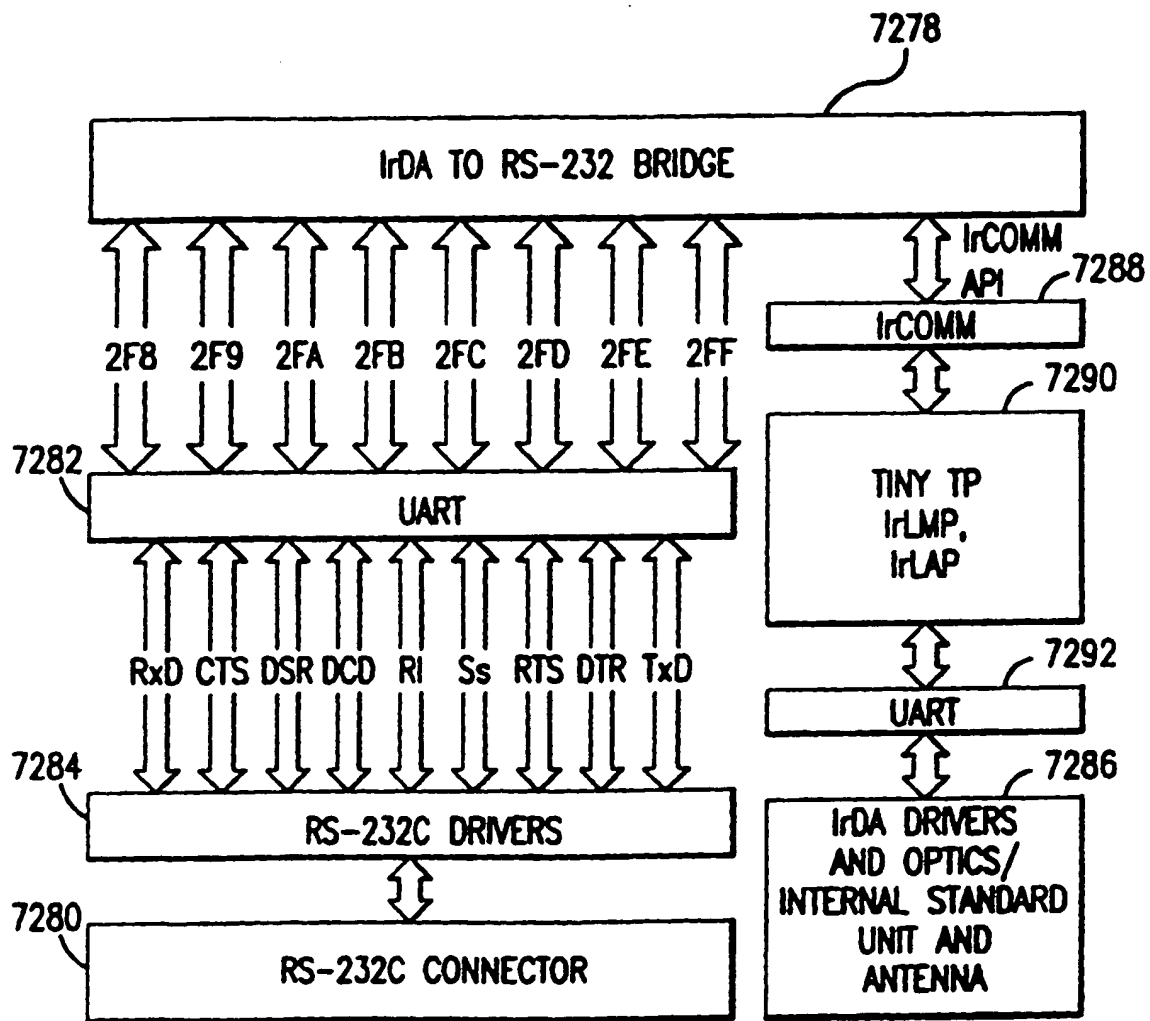 7278
IrDA TO RS-232 BRIDGE
IrCOMM
API
7288
IrCOMM
2F8 2F9 2FA 2FB 2FC 2FD 2FE 2FF
7290
7282
UART
TINY TP
IrLMP,
IrLAP
RxD CTS DSR DCD RI Ss RTS DTR TxD
7292
UART
7284
RS-232C DRIVERS
7286
IrDA DRIVERS
AND OPTICS/
INTERNAL STANDARD
UNIT AND
ANTENNA
7280
RS-232C CONNECTOR